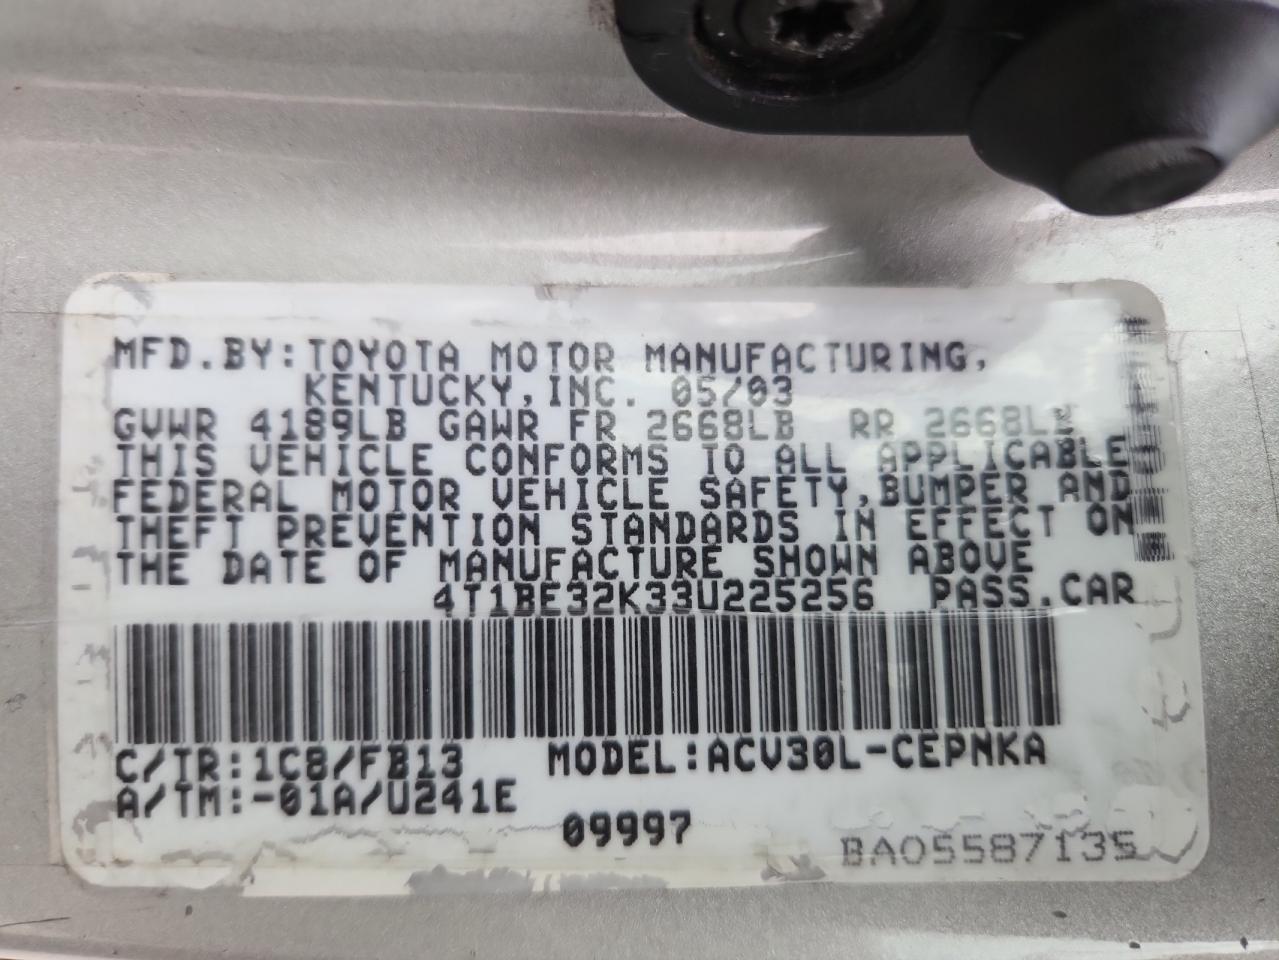 MFD.BY:TOYOTA MOTOR MANUFACTURING,
KENTUCKY,INC. 05/03
GVWR 4189LB GAWR FR 2668LB RR 2668LB
THIS VEHICLE CONFORMS TO ALL APPLICABLE
FEDERAL MOTOR VEHICLE SAFETY,BUMPER AND
THEFT PREVENTION STANDARDS IN EFFECT ON
THE DATE OF MANUFACTURE SHOWN ABOVE
4T1BE32K33U225256 PASS.CAR
C/TR:1C8/FB13 MODEL:ACV30L-CEPNKA
A/TM:-01A/U241E
09997
BA05587135